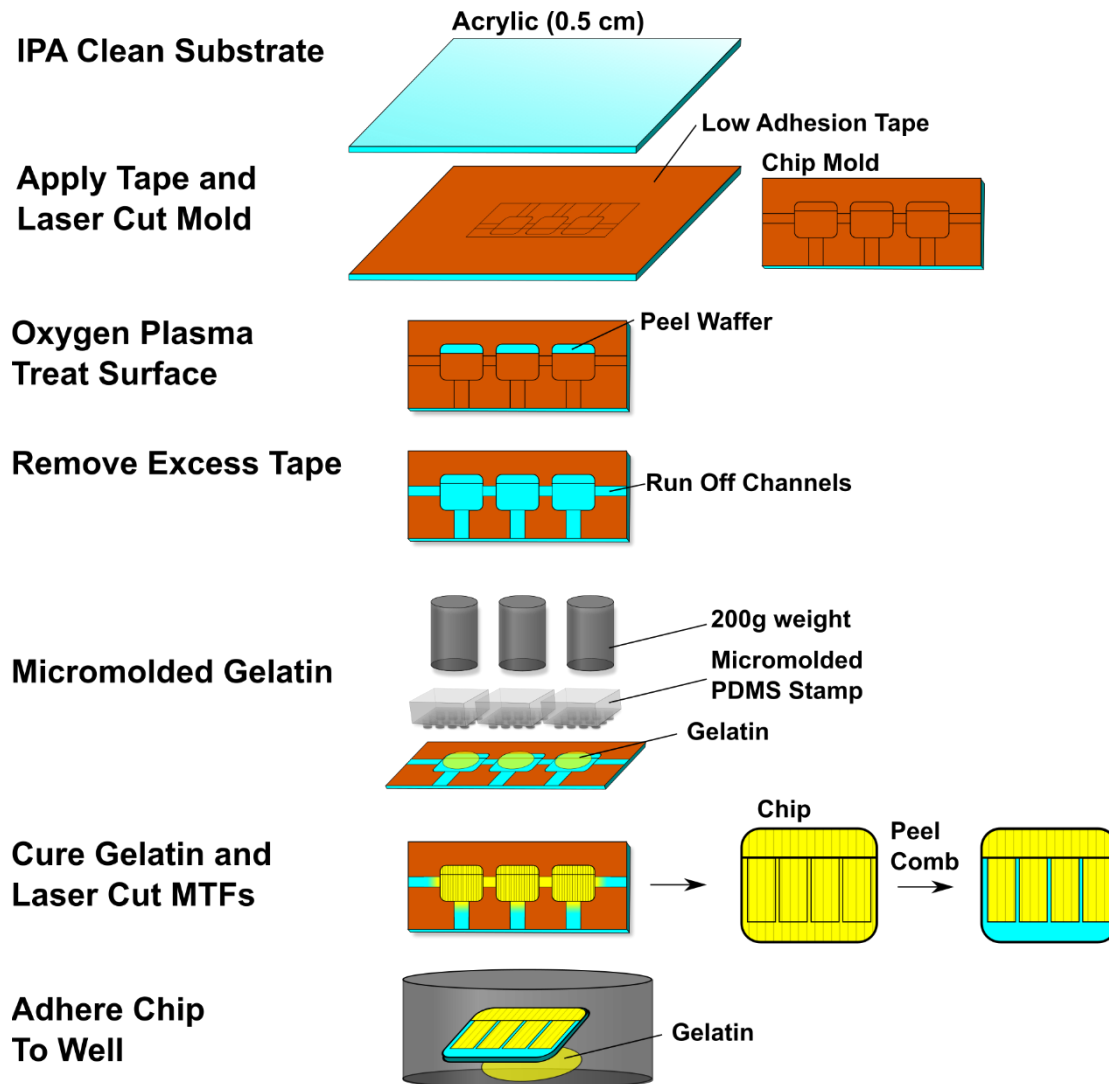 Acrylic (0.5 cm)
IPA Clean Substrate
Low Adhesion Tape
Apply Tape and
Laser Cut Mold
Chip Mold
Oxygen Plasma
Treat Surface
Peel Waffer
Remove Excess Tape
Run Off Channels
200g weight
Micromolded Gelatin
Micromolded
PDMS Stamp
Gelatin
Cure Gelatin and
Laser Cut MTFs
Chip
Peel
Comb
Adhere Chip
To Well
Gelatin